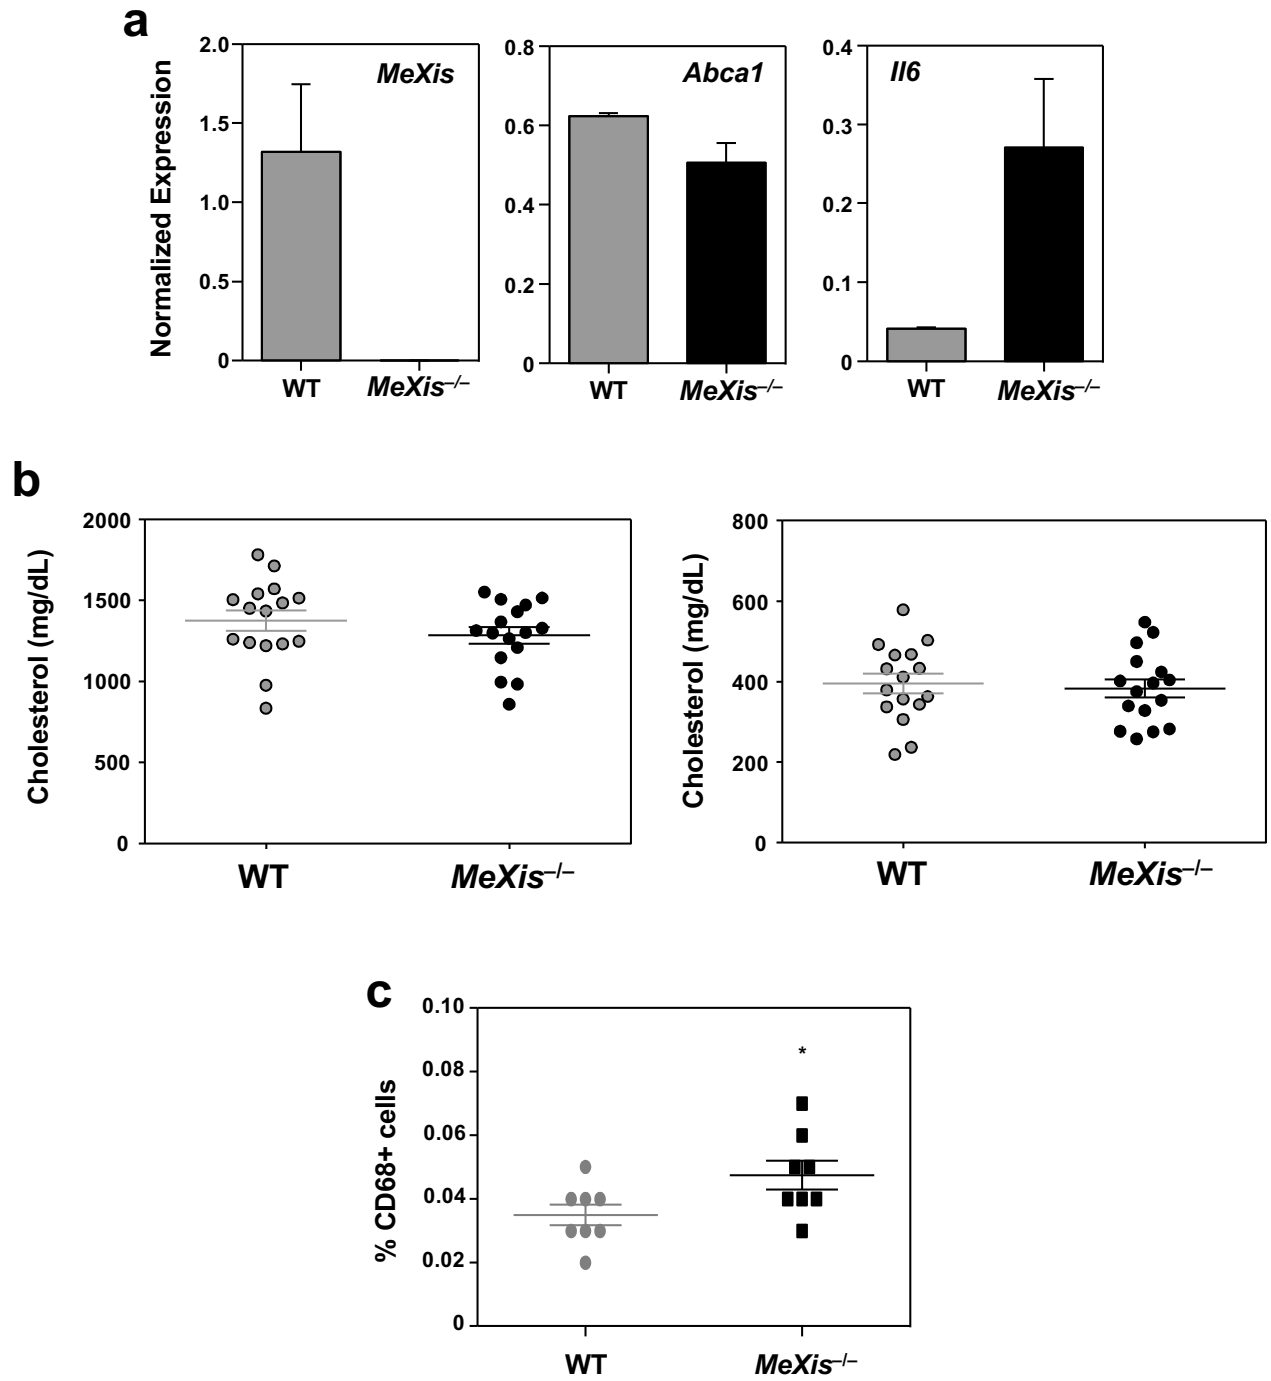 a
Normalized Expression
2.0
1.5
1.0
0.5
0
MeXis
WT
MeXis–/–
0.8
0.6
0.4
0.2
0
Abca1
WT
MeXis–/–
0.4
0.3
0.2
0.1
0
Il6
WT
MeXis–/–
b
Cholesterol (mg/dL)
2000
1500
1000
500
0
WT
MeXis–/–
Cholesterol (mg/dL)
800
600
400
200
0
WT
MeXis–/–
c
% CD68+ cells
0.10
0.08
0.06
0.04
0.02
0
*
WT
MeXis–/–